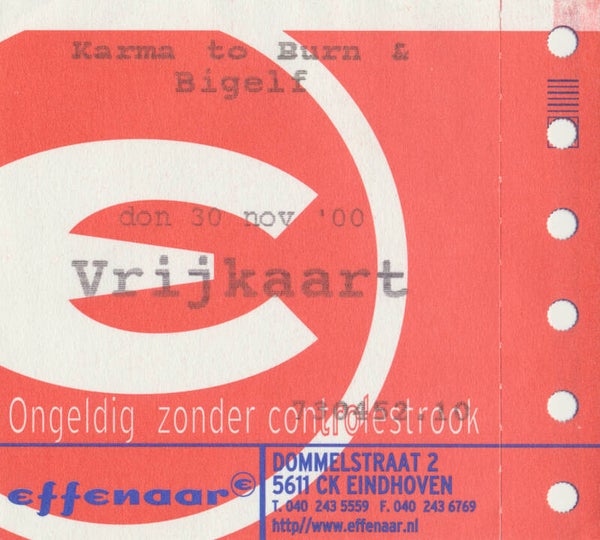 Karma to Burn &
Bigelf
don 30 nov '00
Vrijkaart
Ongeldig zonder controlestrook
effenaar e
DOMMELSTRAAT 2
5611 CK EINDHOVEN
T. 040 243 5559 F. 040 243 6769
http//www.effenaar.nl